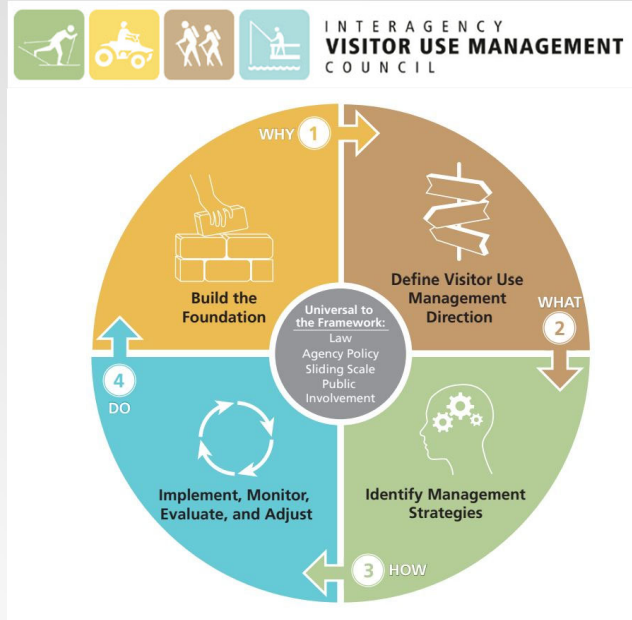 INTERAGENCY
VISITOR USE MANAGEMENT
COUNCIL
WHY 1
Build the
Foundation
Define Visitor Use
Management
Direction
WHAT
2
Universal to
the Framework:
Law
Agency Policy
Sliding Scale
Public
Involvement
Identify Management
Strategies
3 HOW
Implement, Monitor,
Evaluate, and Adjust
4
DO